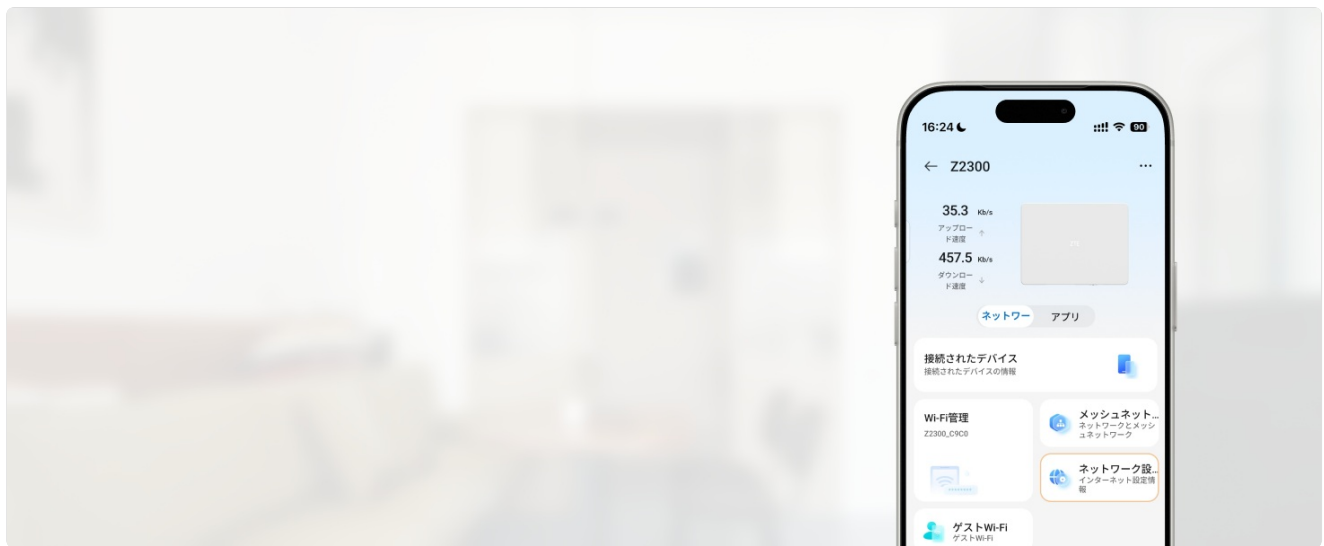 16:24
90
Z2300
35.3 Kb/s
アップロー
ド速度
457.5 Kb/s
ダウンロー
ド速度
ネットワー
アプリ
接続されたデバイス
接続されたデバイスの情報
Wi-Fi管理
Z2300_C9C0
メッシュネット...
ネットワークとメッシ
ュネットワーク
ネットワーク設...
インターネット設定情
報
ゲストWi-Fi
ゲストWi-Fi